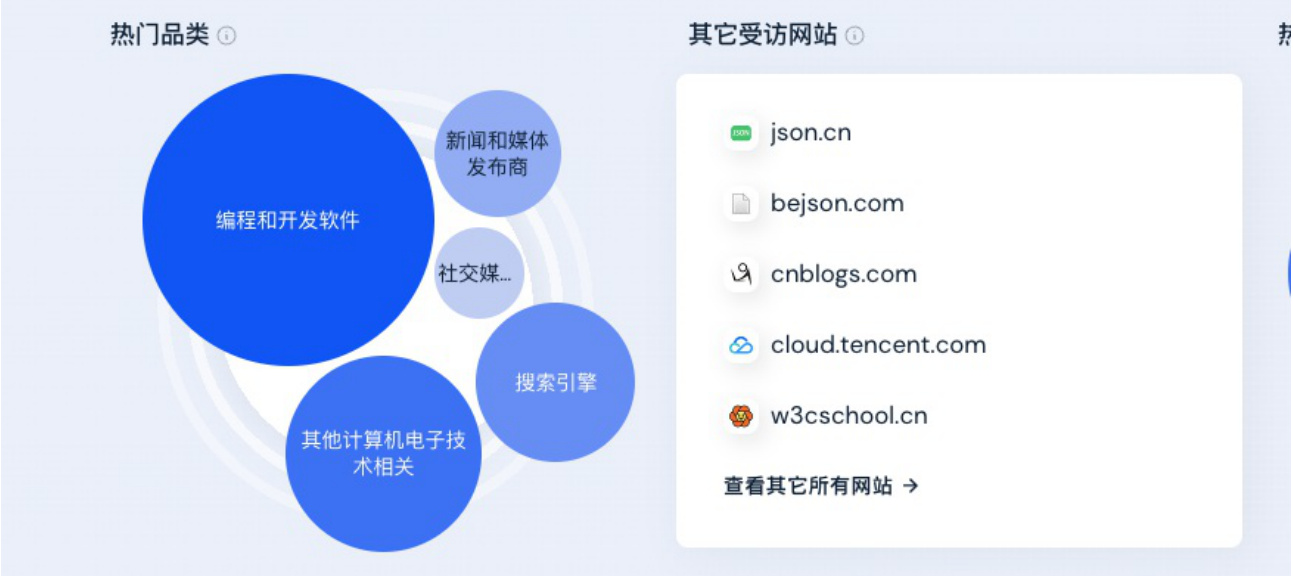 热门品类
编程和开发软件
新闻和媒体
发布商
社交媒...
搜索引擎
其他计算机电子技
术相关
其它受访网站
JSON
json.cn
bejson.com
cnblogs.com
cloud.tencent.com
w3cschool.cn
查看其它所有网站 →